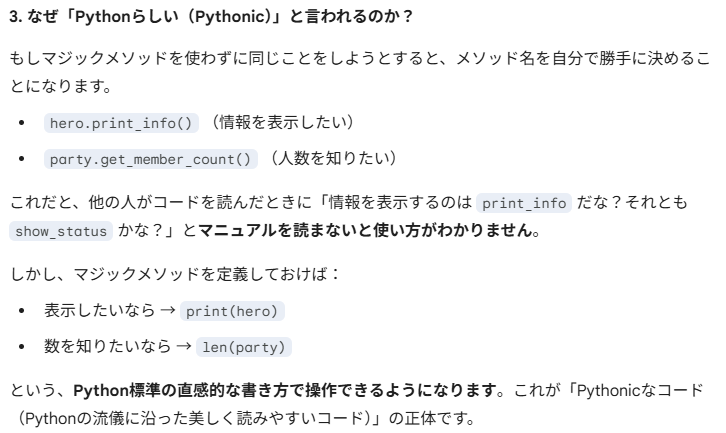 3. なぜ「Pythonらしい（Pythonic）」と言われるのか？
もしマジックメソッドを使わずに同じことをしようとすると、メソッド名を自分で勝手に決めるこ
とになります。
• hero.print_info() （情報を表示したい）
• party.get_member_count() （人数を知りたい）
これだと、他の人がコードを読んだときに「情報を表示するのは print_info だな？それとも
show_status かな？」とマニュアルを読まないと使い方がわかりません。
しかし、マジックメソッドを定義しておけば：
• 表示したいなら → print(hero)
• 数を知りたいなら → len(party)
という、Python標準の直感的な書き方で操作できるようになります。これが「Pythonicなコード
（Pythonの流儀に沿った美しく読みやすいコード）」の正体です。